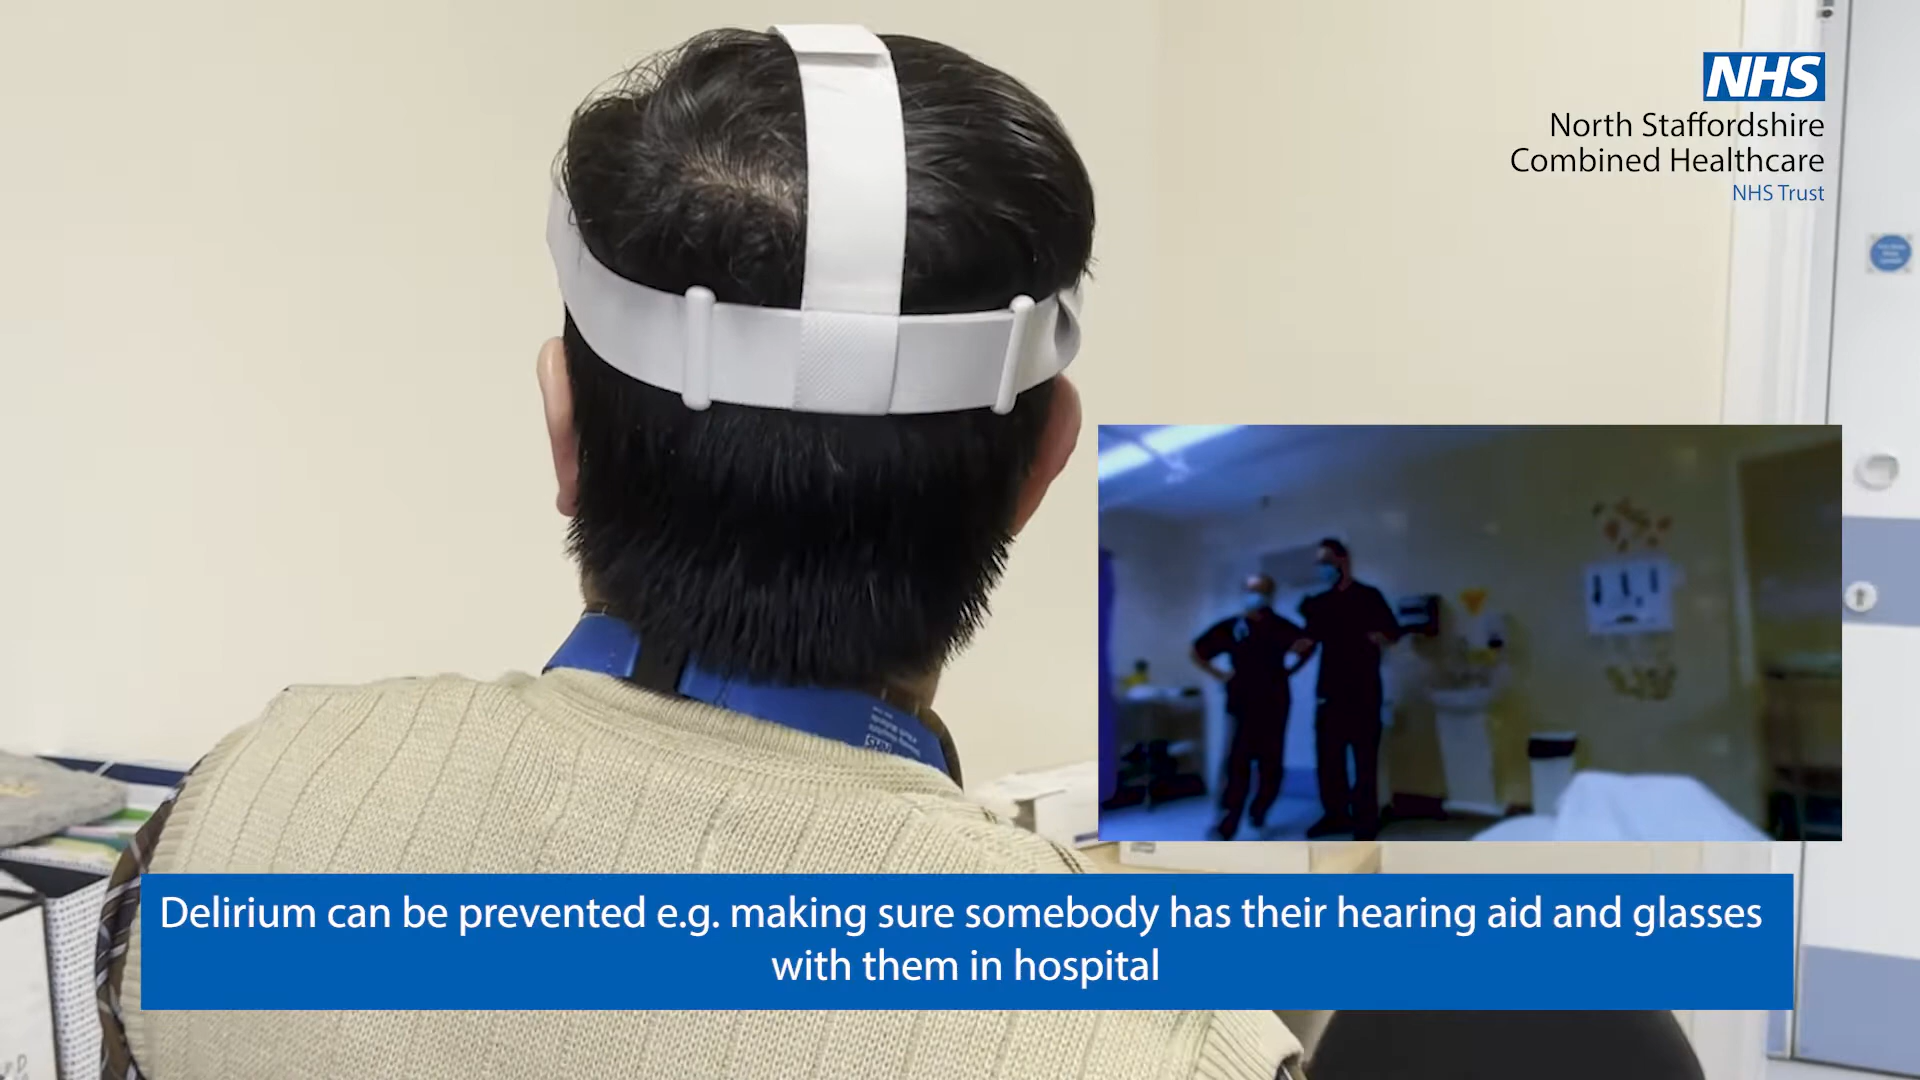 NHS
North Staffordshire
Combined Healthcare
NHS Trust
NHS
Delirium can be prevented e.g. making sure somebody has their hearing aid and glasses
with them in hospital